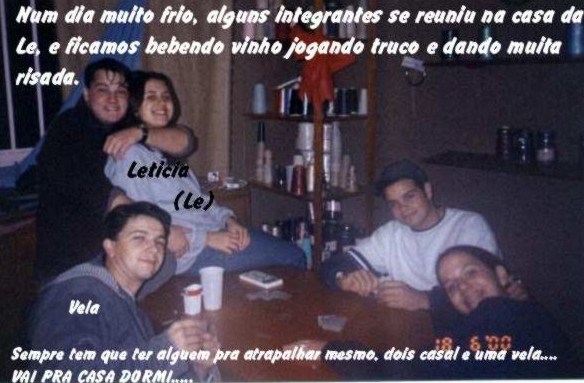 Num dia muito frio, alguns integrantes se reuniu na casa da
Le, e ficamos bebendo vinho jogando truco e dando muita
risada.
Leticia
(Le)
Vela
18 6'00
Sempre tem que ter alguem pra atrapalhar mesmo, dois casal e uma vela....
VAI PRA CASA DORMI.....